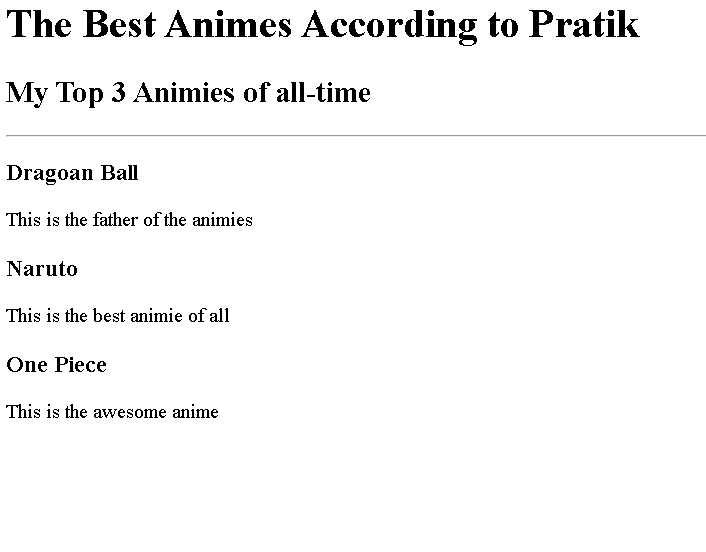 The Best Animes According to Pratik
My Top 3 Animies of all-time
Dragoan Ball
This is the father of the animies
Naruto
This is the best animie of all
One Piece
This is the awesome anime